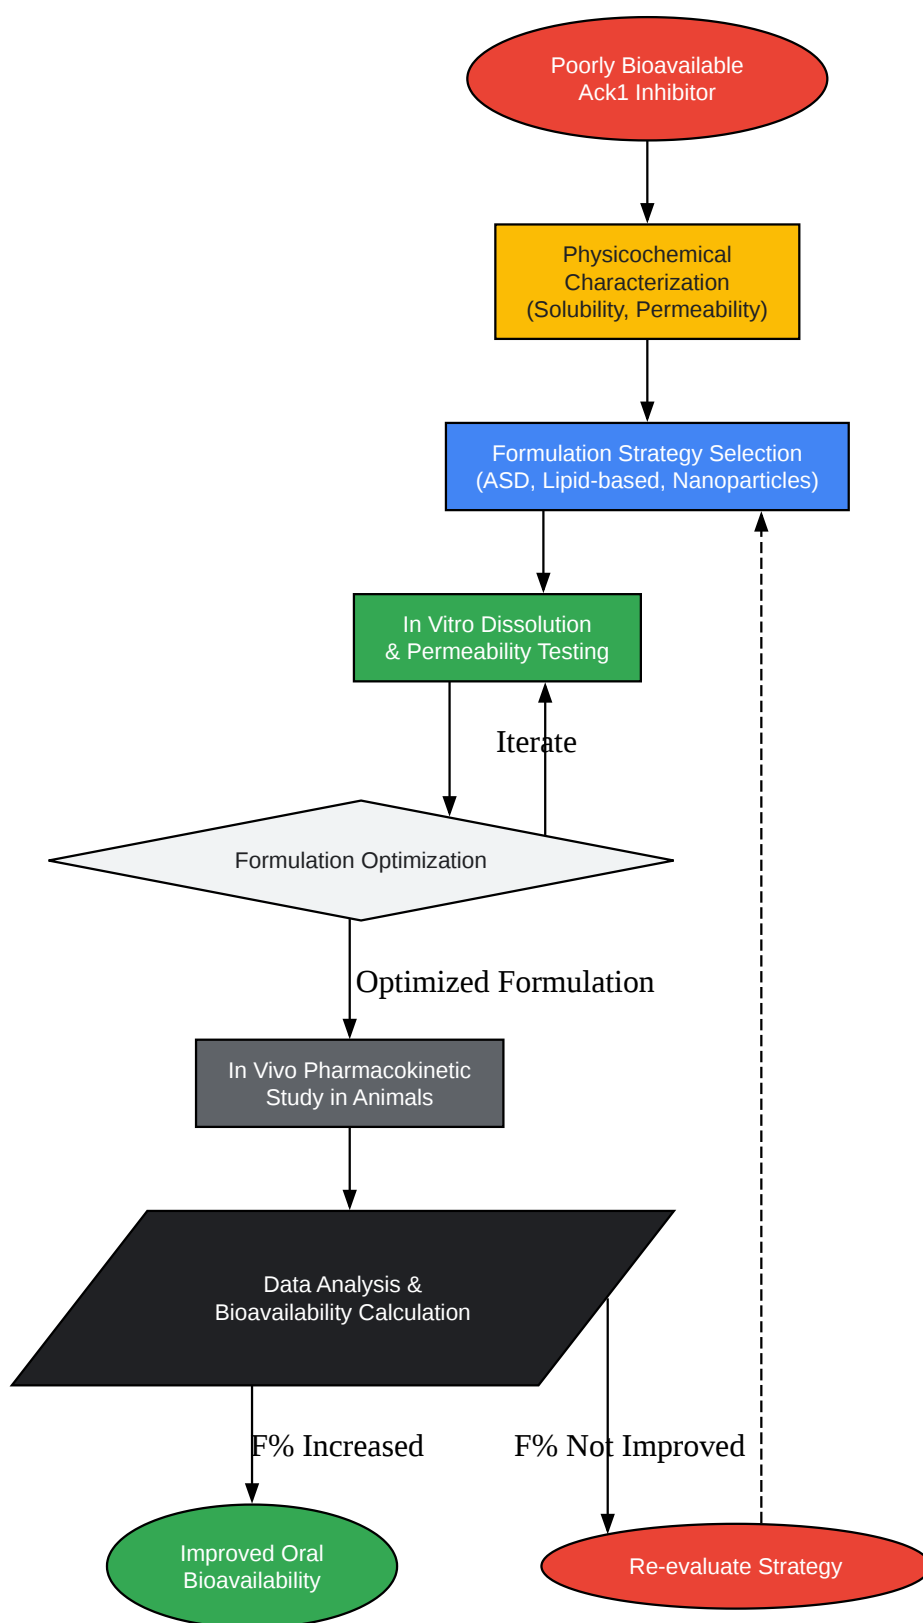 Poorly Bioavailable
Ack1 Inhibitor
Physicochemical
Characterization
(Solubility, Permeability)
Formulation Strategy Selection
(ASD, Lipid-based, Nanoparticles)
In Vitro Dissolution
& Permeability Testing
Iterate
Formulation Optimization
Optimized Formulation
In Vivo Pharmacokinetic
Study in Animals
Data Analysis &
Bioavailability Calculation
F% Increased
F% Not Improved
Improved Oral
Bioavailability
Re-evaluate Strategy